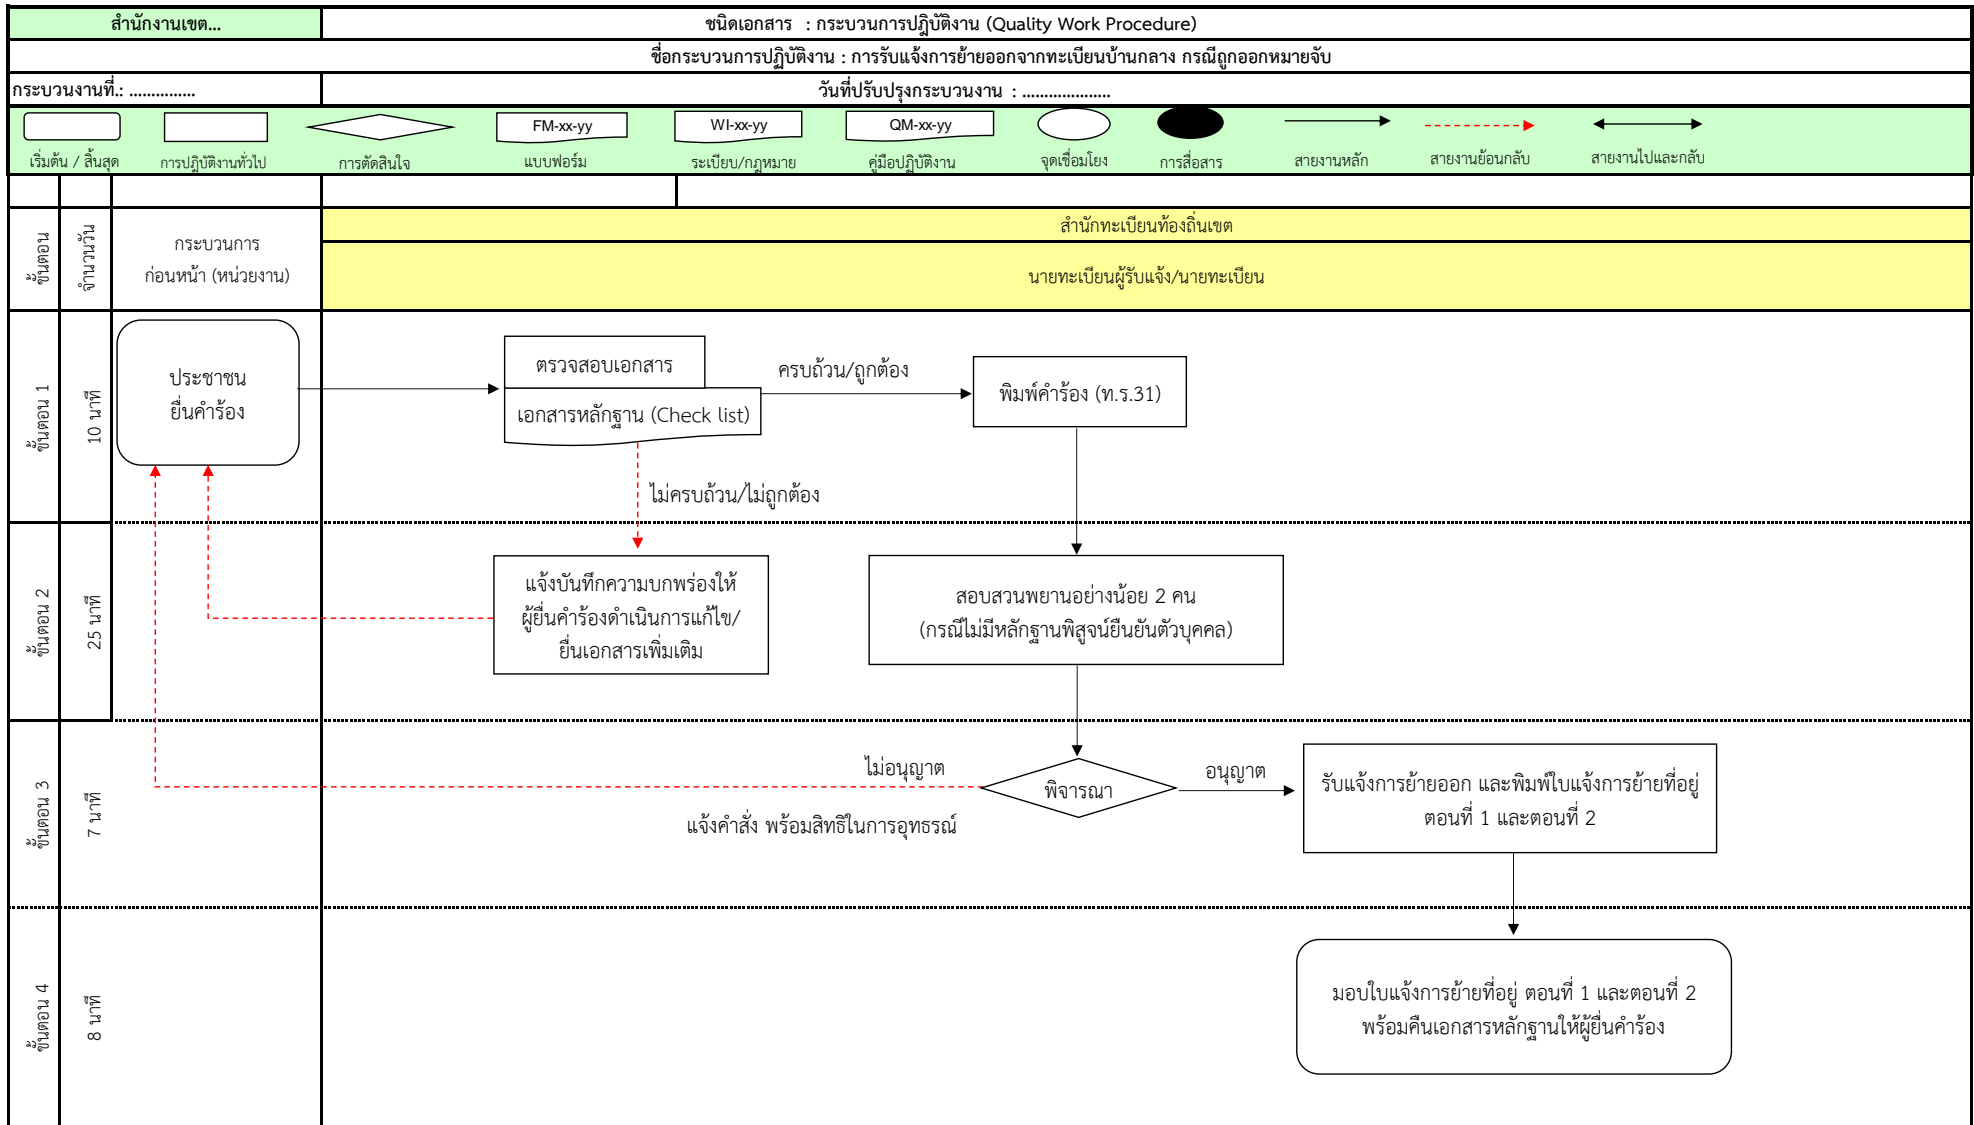 สำนักงานเขต...
ชนิดเอกสาร : กระบวนการปฏิบัติงาน (Quality Work Procedure)
ชื่อกระบวนการปฏิบัติงาน : การรับแจ้งการย้ายออกจากทะเบียนบ้านกลาง กรณีถูกออกหมายจับ
กระบวนงานที่.: ...............
วันที่ปรับปรุงกระบวนงาน : ....................
FM-xx-yy
WI-xx-yy
QM-xx-yy
เริ่มต้น / สิ้นสุด
การปฏิบัติงานทั่วไป
การตัดสินใจ
แบบฟอร์ม
ระเบียบ/กฎหมาย
คู่มือปฏิบัติงาน
จุดเชื่อมโยง
การสื่อสาร
สายงานหลัก
สายงานย้อนกลับ
สายงานไปและกลับ
ขั้นตอน
จำนวนวัน
กระบวนการ
ก่อนหน้า (หน่วยงาน)
สำนักทะเบียนท้องถิ่นเขต
นายทะเบียนผู้รับแจ้ง/นายทะเบียน
ขั้นตอน 1
10 นาที
ประชาชน
ยื่นคำร้อง
ตรวจสอบเอกสาร
เอกสารหลักฐาน (Check list)
ครบถ้วน/ถูกต้อง
พิมพ์คำร้อง (ท.ร.31)
ไม่ครบถ้วน/ไม่ถูกต้อง
ขั้นตอน 2
25 นาที
แจ้งบันทึกความบกพร่องให้
ผู้ยื่นคำร้องดำเนินการแก้ไข/
ยื่นเอกสารเพิ่มเติม
สอบสวนพยานอย่างน้อย 2 คน
(กรณีไม่มีหลักฐานพิสูจน์ยืนยันตัวบุคคล)
ขั้นตอน 3
7 นาที
ไม่อนุญาต
แจ้งคำสั่ง พร้อมสิทธิในการอุทธรณ์
พิจารณา
อนุญาต
รับแจ้งการย้ายออก และพิมพ์ใบแจ้งการย้ายที่อยู่
ตอนที่ 1 และตอนที่ 2
ขั้นตอน 4
8 นาที
มอบใบแจ้งการย้ายที่อยู่ ตอนที่ 1 และตอนที่ 2
พร้อมคืนเอกสารหลักฐานให้ผู้ยื่นคำร้อง